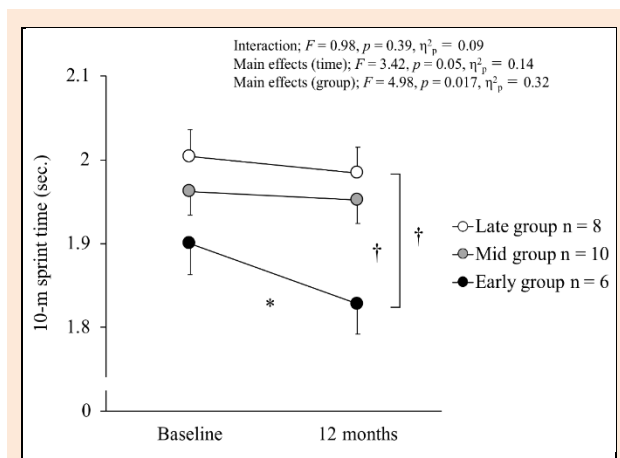 Interaction; F = 0.98, p = 0.39, η²p = 0.09
Main effects (time); F = 3.42, p = 0.05, η²p = 0.14
Main effects (group); F = 4.98, p = 0.017, η²p = 0.32
2.1
2
1.9
1.8
0
10-m sprint time (sec.)
†
†
*
Late group n = 8
Mid group n = 10
Early group n = 6
Baseline
12 months